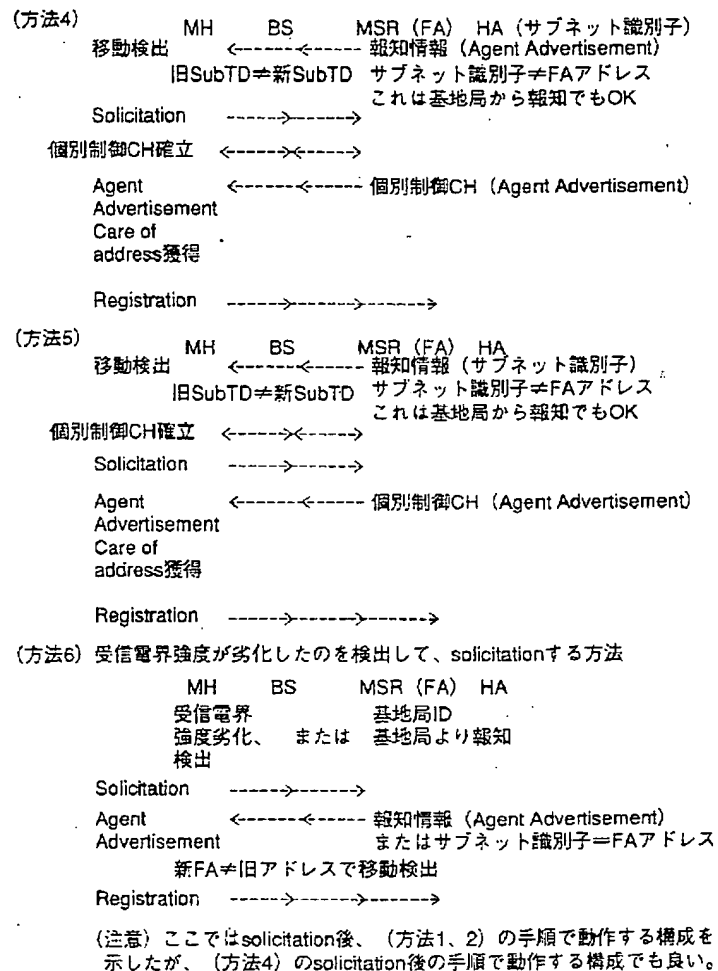 (方法4)
MH BS MSR (FA) HA (サブネット識別子)
移動検出 <------<------ 報知情報 (Agent Advertisement)
旧SubTD≠新SubTD サブネット識別子≠FAアドレス
これは基地局から報知でもOK
Solicitation ------>------>
個別制御CH確立 <-----><----->
Agent <------<------ 個別制御CH (Agent Advertisement)
Advertisement
Care of
address獲得
Registration ------>------>------>
(方法5)
MH BS MSR (FA) HA
移動検出 <------<------ 報知情報 (サブネット識別子)
旧SubTD≠新SubTD サブネット識別子≠FAアドレス
これは基地局から報知でもOK
個別制御CH確立 <-----><----->
Solicitation ------>------>
Agent <------<------ 個別制御CH (Agent Advertisement)
Advertisement
Care of
address獲得
Registration ------>------>------>
(方法6) 受信電界強度が劣化したのを検出して、solicitationする方法
MH BS MSR (FA) HA
受信電界 基地局ID
強度劣化、 または 基地局より報知
検出
Solicitation ------>------>
Agent <------<------ 報知情報 (Agent Advertisement)
Advertisement またはサブネット識別子=FAアドレス
新FA≠旧アドレスで移動検出
Registration ------>------>------>
(注意) ここではsolicitation後、(方法1、2) の手順で動作する構成を
示したが、(方法4) のsolicitation後の手順で動作する構成でも良い。